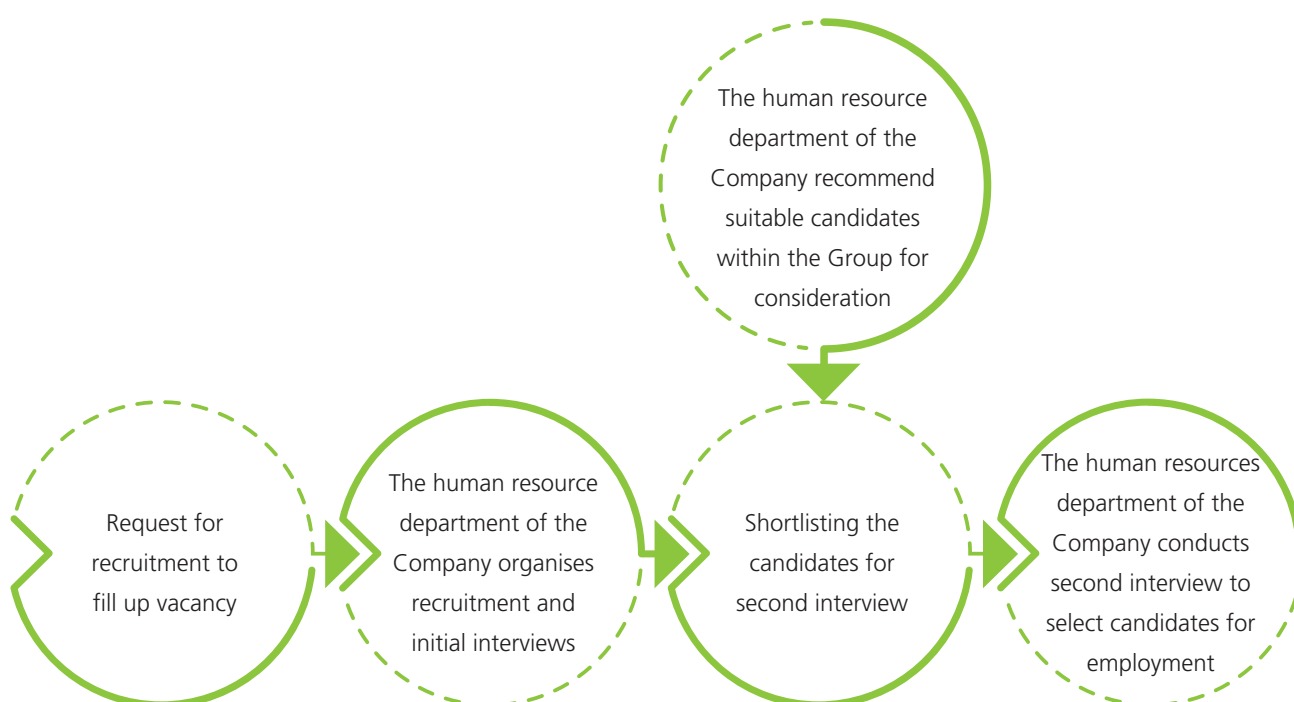 The human resource
department of the
Company recommend
suitable candidates
within the Group for
consideration
Request for
recruitment to
fill up vacancy
The human resource
department of the
Company organises
recruitment and
initial interviews
Shortlisting the
candidates for
second interview
The human resources
department of the
Company conducts
second interview to
select candidates for
employment